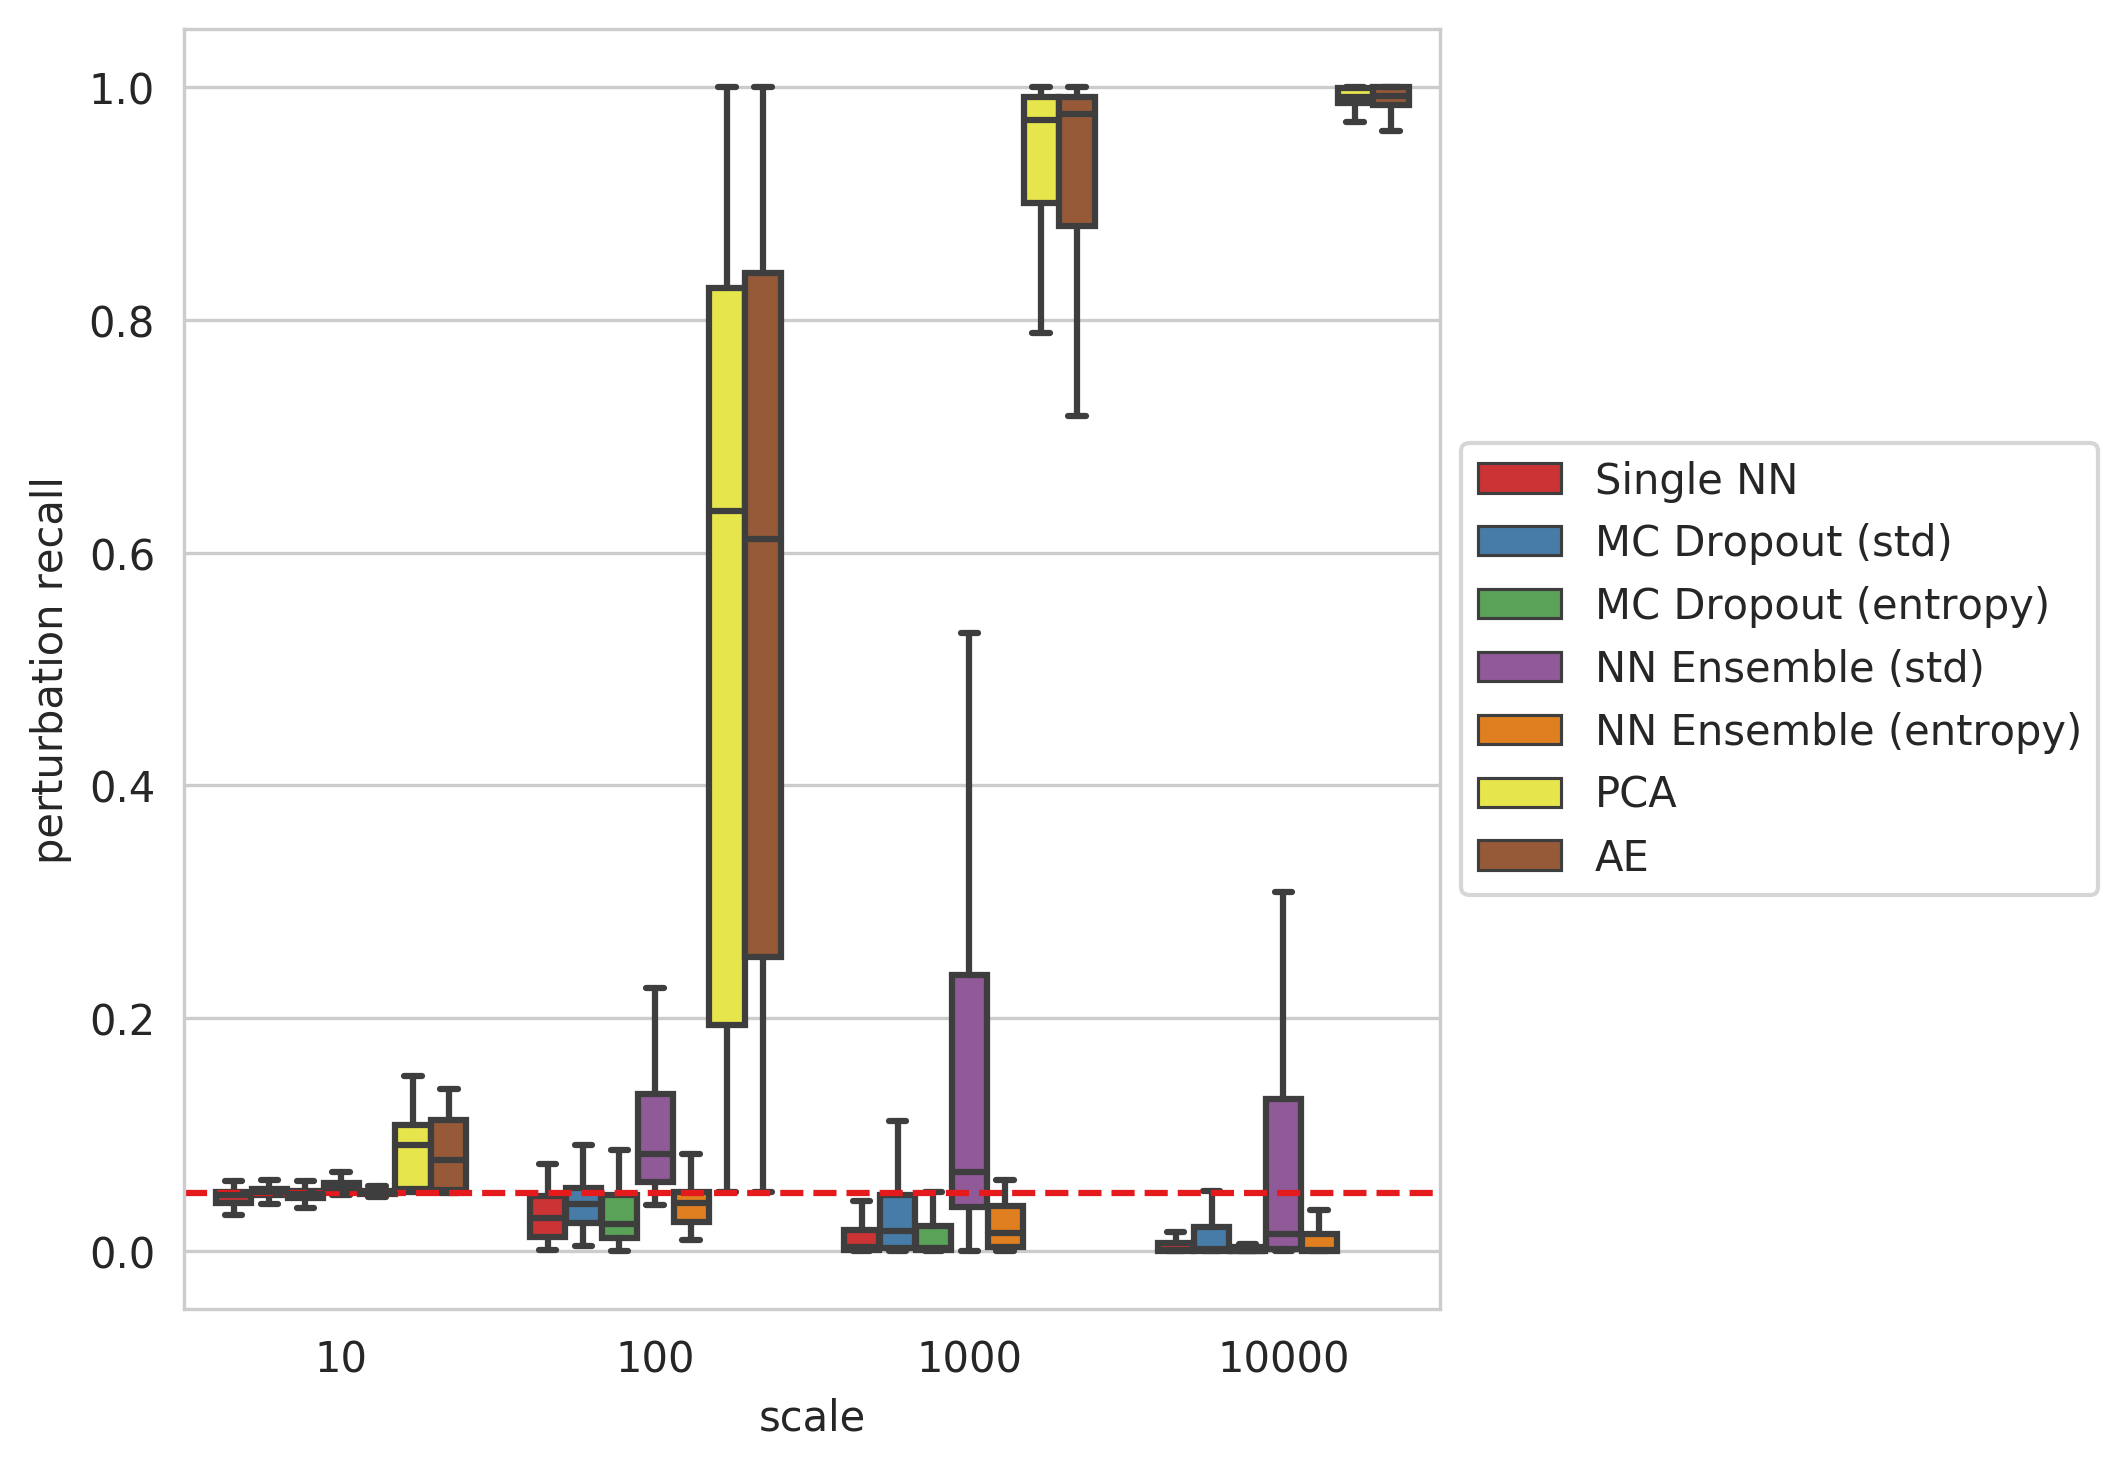 1.0
0.8
0.6
0.4
0.2
0.0
perturbation recall
10 100 1000 10000
scale
Single NN
MC Dropout (std)
MC Dropout (entropy)
NN Ensemble (std)
NN Ensemble (entropy)
PCA
AE